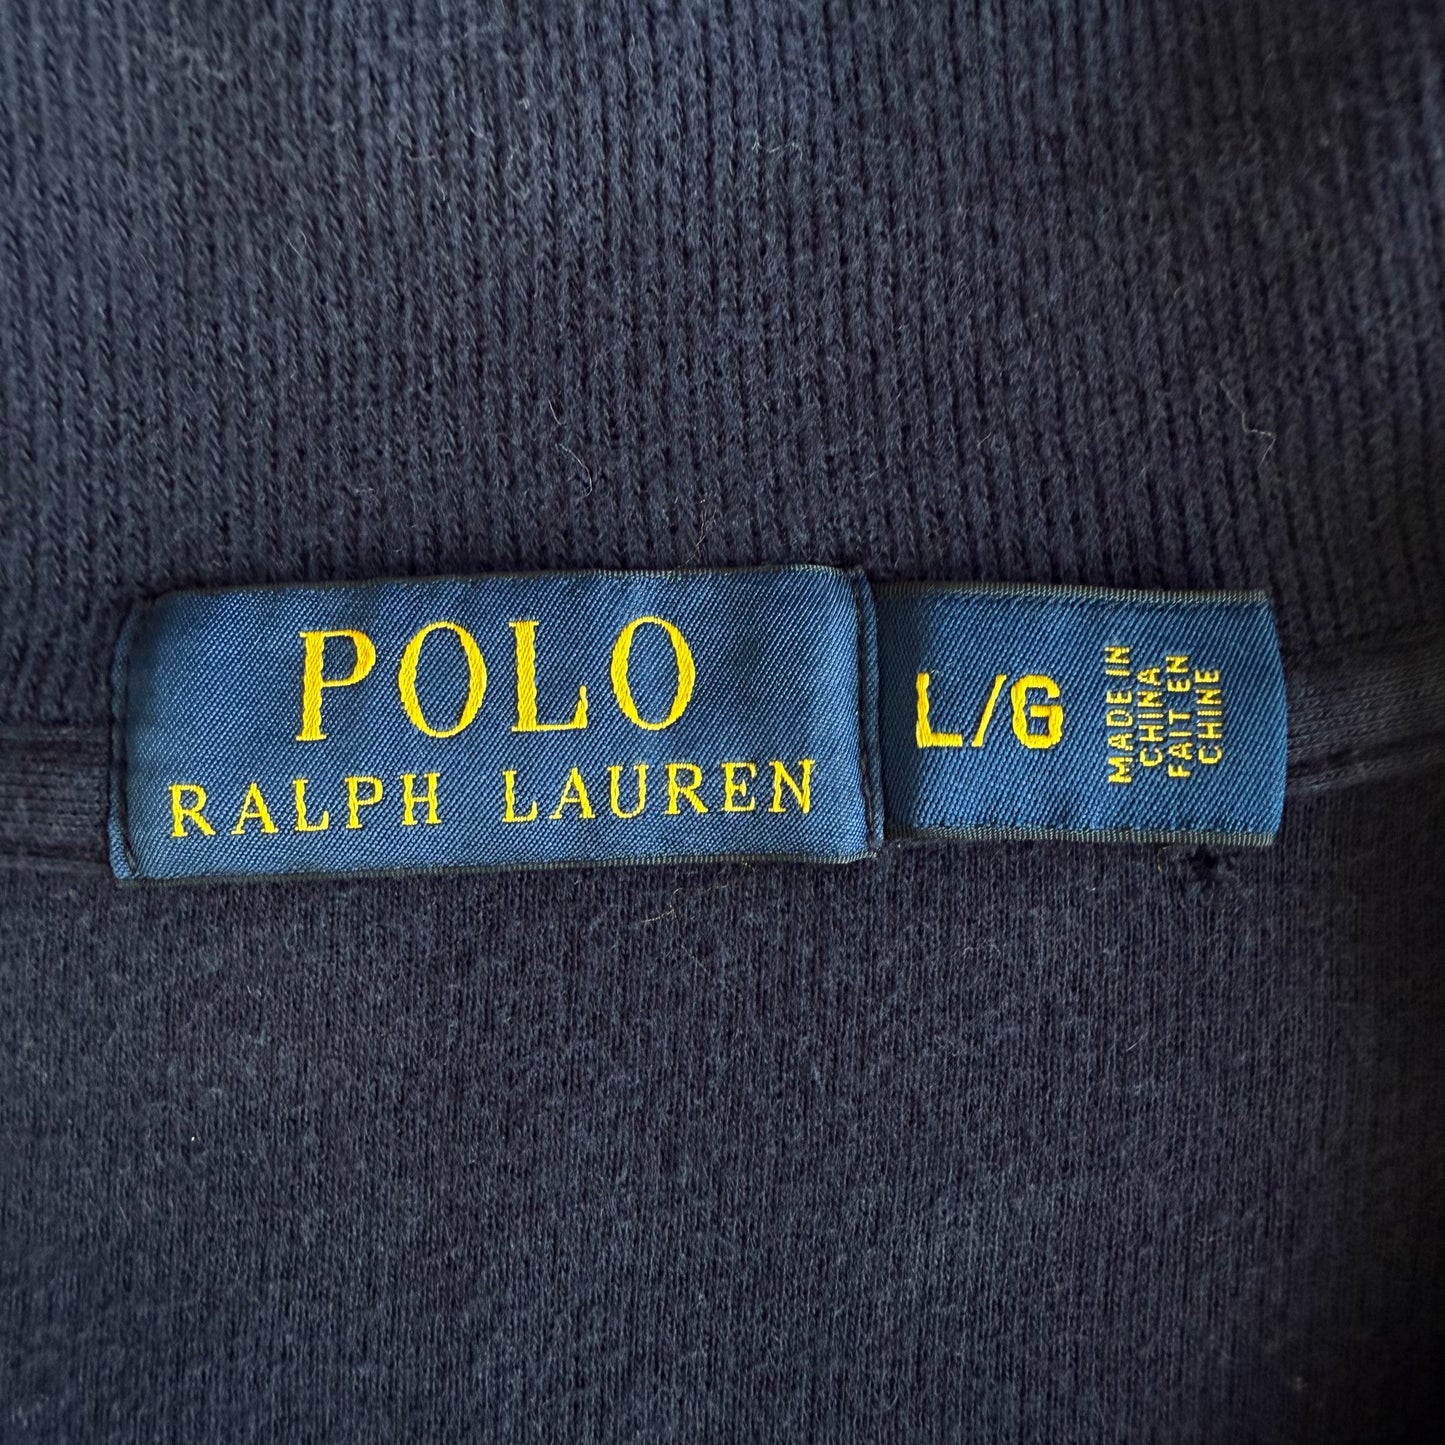 POLO
RALPH LAUREN
L/G
MADE IN
CHINA
FAIT EN
CHINE